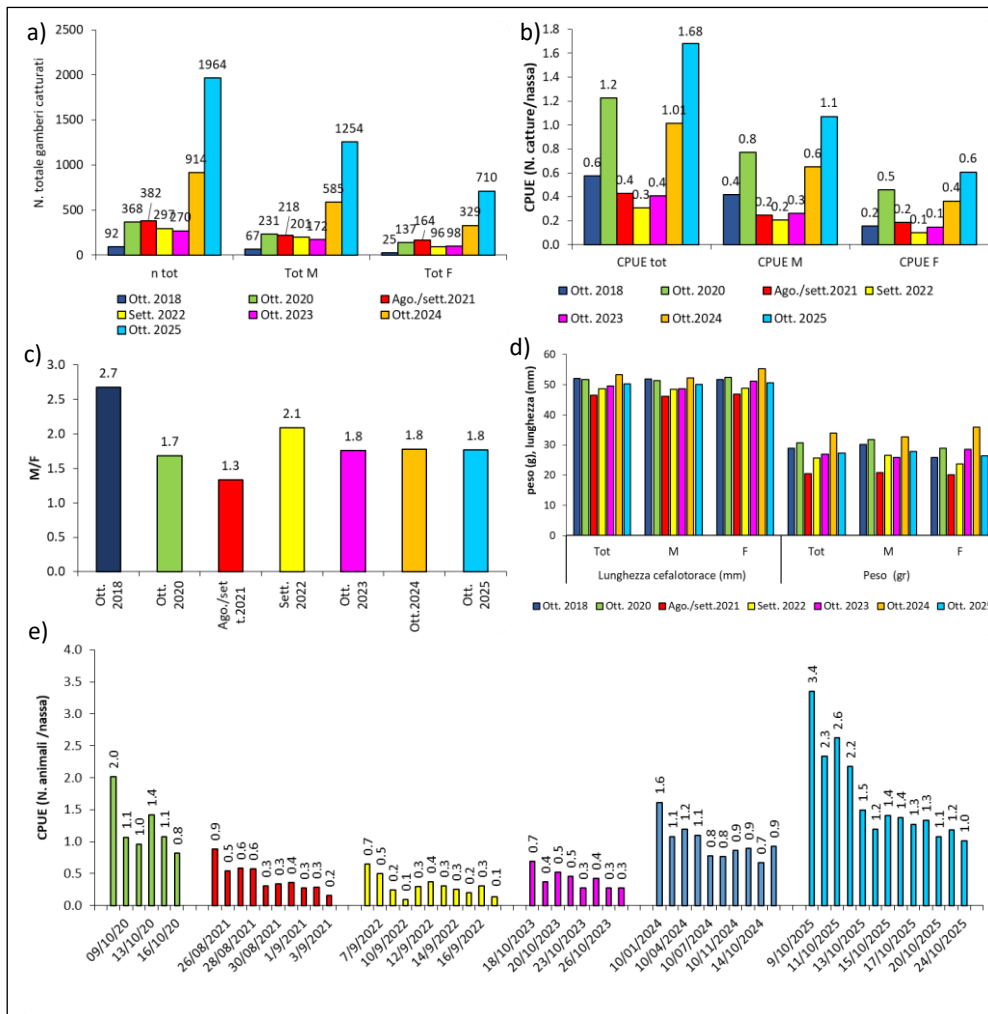 a)
N. totale gamberi catturati
2500
2000
1500
1000
500
0
92 368 382 297 270 914 1964
67 231 218 201 172 585 1254
25 137 164 96 98 329 710
n tot Tot M Tot F
Ott. 2018 Ott. 2020 Ago./sett.2021
Sett. 2022 Ott. 2023 Ott.2024
Ott. 2025
b)
CPUE (N. catture/nassa)
1.8
1.6
1.4
1.2
1.0
0.8
0.6
0.4
0.2
0.0
0.6 1.2 0.4 0.3 0.4 1.01 1.68
0.4 0.8 0.2 0.2 0.3 0.6 1.1
0.2 0.5 0.2 0.1 0.1 0.4 0.6
CPUE tot CPUE M CPUE F
Ott. 2018 Ott. 2020 Ago./sett.2021 Sett. 2022
Ott. 2023 Ott.2024 Ott. 2025
c)
M/F
3.0
2.5
2.0
1.5
1.0
0.5
0.0
2.7 1.7 1.3 2.1 1.8 1.8 1.8
Ott. 2018
Ott. 2020
Ago./set t.2021
Sett. 2022
Ott. 2023
Ott.2024
Ott. 2025
d)
peso (g), lunghezza (mm)
60
50
40
30
20
10
0
Tot M F Tot M F
Lunghezza cefalotorace (mm) Peso (gr)
Ott. 2018 Ott. 2020 Ago./sett.2021 Sett. 2022 Ott. 2023 Ott.2024 Ott. 2025
e)
CPUE (N. animali /nassa)
4.0
3.5
3.0
2.5
2.0
1.5
1.0
0.5
0.0
2.0 1.1 1.0 1.4 1.1 0.8
0.9 0.5 0.6 0.6 0.3 0.3 0.4 0.3 0.3 0.2
0.7 0.5 0.2 0.1 0.3 0.4 0.3 0.3 0.2 0.3 0.1
0.7 0.4 0.5 0.5 0.3 0.4 0.3 0.3
1.6 1.1 1.2 1.1 0.8 0.8 0.9 0.9 0.7 0.9
3.4 2.3 2.6 2.2 1.5 1.2 1.4 1.4 1.3 1.3 1.1 1.2 1.0
09/10/20 13/10/20 16/10/20
26/08/2021 28/08/2021 30/08/2021 1/9/2021 3/9/2021
7/9/2022 10/9/2022 12/9/2022 14/9/2022 16/9/2022
18/10/2023 20/10/2023 23/10/2023 26/10/2023
10/01/2024 10/04/2024 10/07/2024 10/11/2024 14/10/2024
9/10/2025 11/10/2025 13/10/2025 15/10/2025 17/10/2025 20/10/2025 24/10/2025